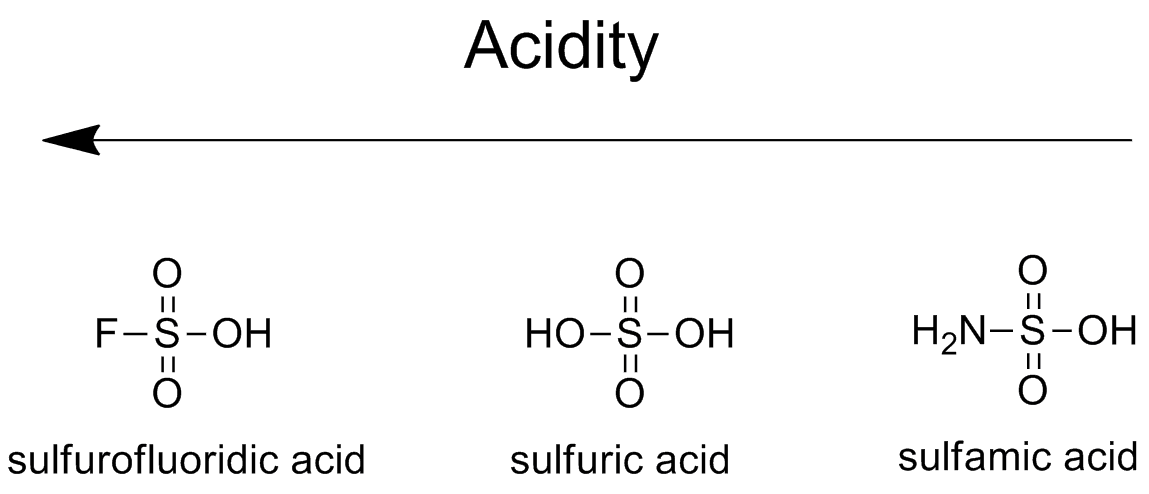 Acidity
O O O
F–S–OH HO–S–OH H₂N–S–OH
O O O
sulfurofluoridic acid sulfuric acid sulfamic acid